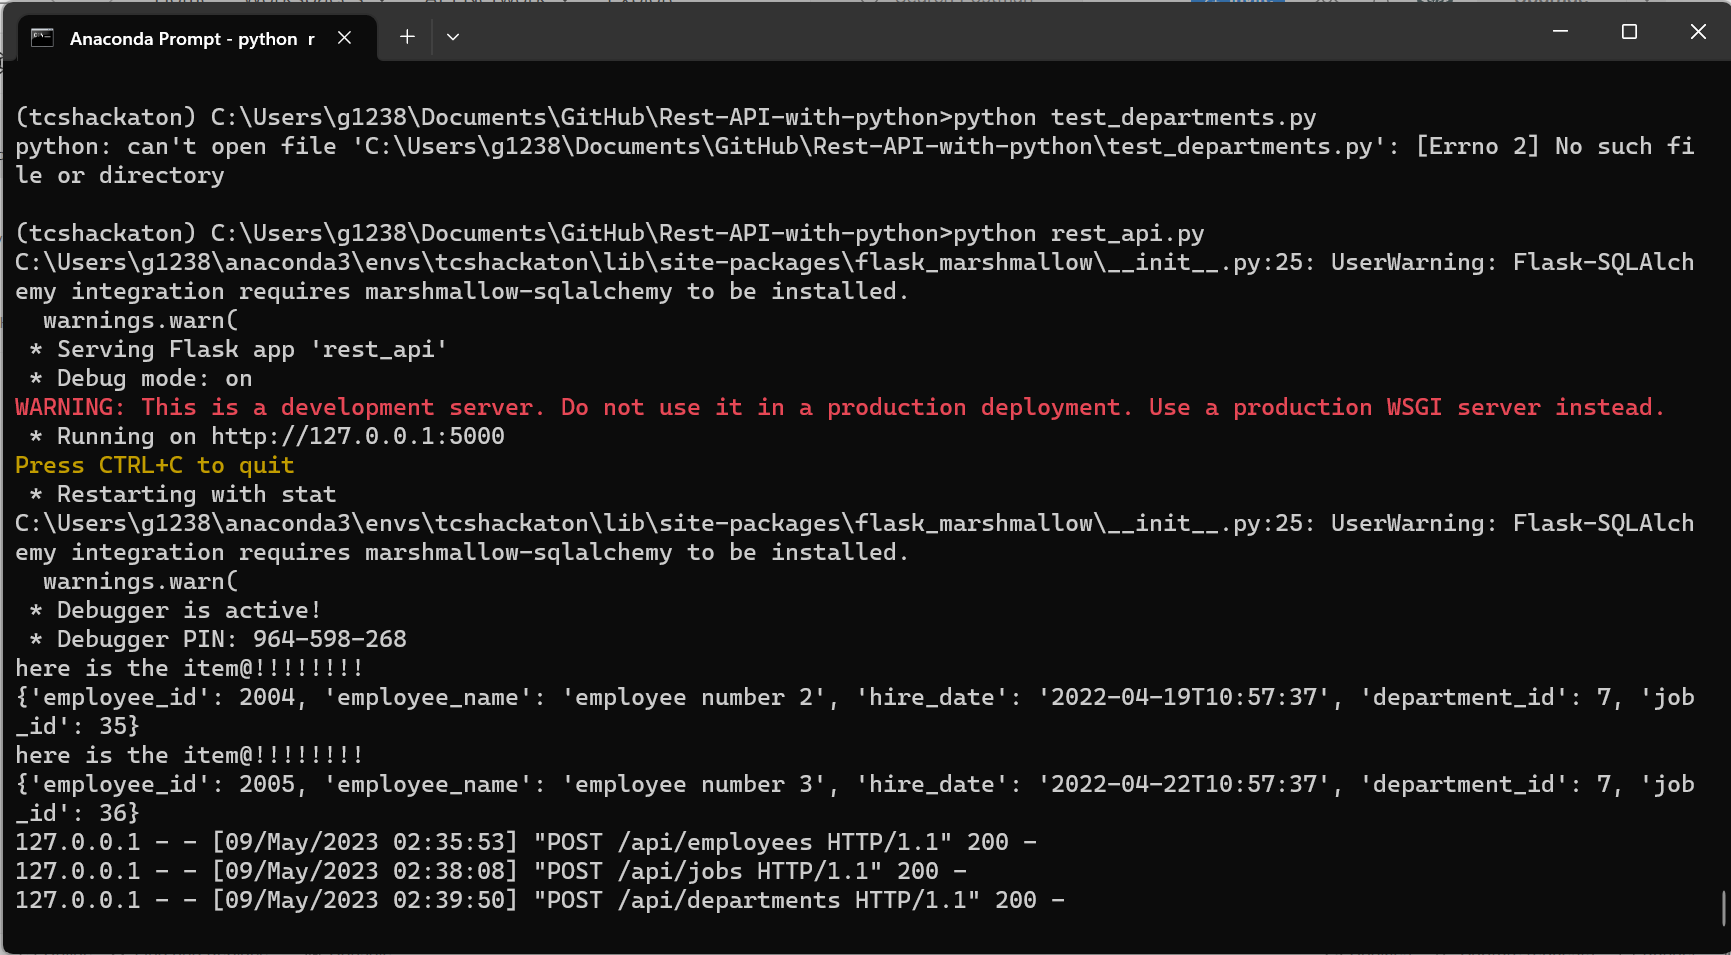 Anaconda Prompt - python r
(tcshackaton) C:\Users\g1238\Documents\GitHub\Rest-API-with-python>python test_departments.py
python: can't open file 'C:\Users\g1238\Documents\GitHub\Rest-API-with-python\test_departments.py': [Errno 2] No such fi
le or directory
(tcshackaton) C:\Users\g1238\Documents\GitHub\Rest-API-with-python>python rest_api.py
C:\Users\g1238\anaconda3\envs\tcshackaton\lib\site-packages\flask_marshmallow\__init__.py:25: UserWarning: Flask-SQLAlch
emy integration requires marshmallow-sqlalchemy to be installed.
  warnings.warn(
 * Serving Flask app 'rest_api'
 * Debug mode: on
WARNING: This is a development server. Do not use it in a production deployment. Use a production WSGI server instead.
 * Running on http://127.0.0.1:5000
Press CTRL+C to quit
 * Restarting with stat
C:\Users\g1238\anaconda3\envs\tcshackaton\lib\site-packages\flask_marshmallow\__init__.py:25: UserWarning: Flask-SQLAlch
emy integration requires marshmallow-sqlalchemy to be installed.
  warnings.warn(
 * Debugger is active!
 * Debugger PIN: 964-598-268
here is the item@!!!!!!!!
{'employee_id': 2004, 'employee_name': 'employee number 2', 'hire_date': '2022-04-19T10:57:37', 'department_id': 7, 'job
_id': 35}
here is the item@!!!!!!!!
{'employee_id': 2005, 'employee_name': 'employee number 3', 'hire_date': '2022-04-22T10:57:37', 'department_id': 7, 'job
_id': 36}
127.0.0.1 - - [09/May/2023 02:35:53] "POST /api/employees HTTP/1.1" 200 -
127.0.0.1 - - [09/May/2023 02:38:08] "POST /api/jobs HTTP/1.1" 200 -
127.0.0.1 - - [09/May/2023 02:39:50] "POST /api/departments HTTP/1.1" 200 -